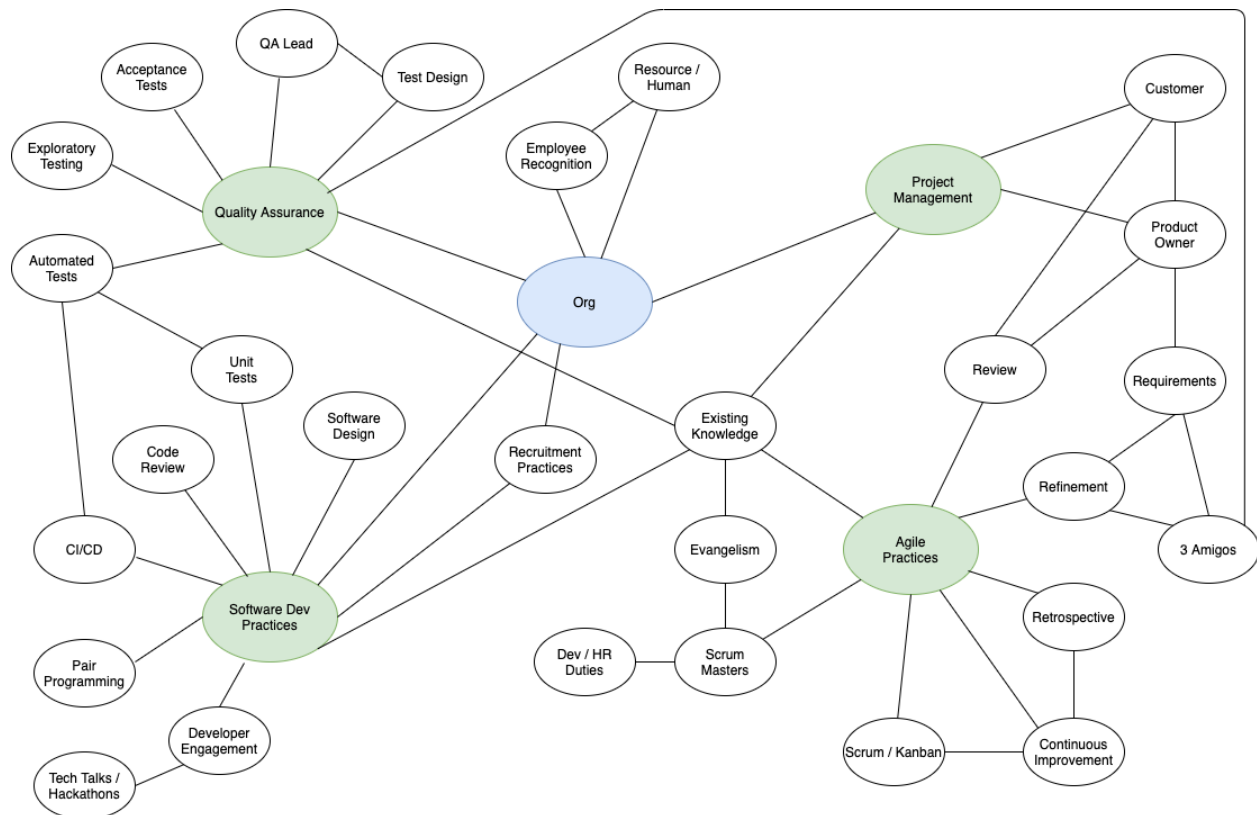 QA Lead
Acceptance
Tests
Test Design
Resource /
Human
Customer
Exploratory
Testing
Employee
Recognition
Project
Management
Quality Assurance
Product
Owner
Automated
Tests
Org
Unit
Tests
Review
Requirements
Software
Design
Existing
Knowledge
Code
Review
Recruitment
Practices
Refinement
CI/CD
Evangelism
Agile
Practices
3 Amigos
Software Dev
Practices
Retrospective
Pair
Programming
Dev / HR
Duties
Scrum
Masters
Developer
Engagement
Scrum / Kanban
Continuous
Improvement
Tech Talks /
Hackathons